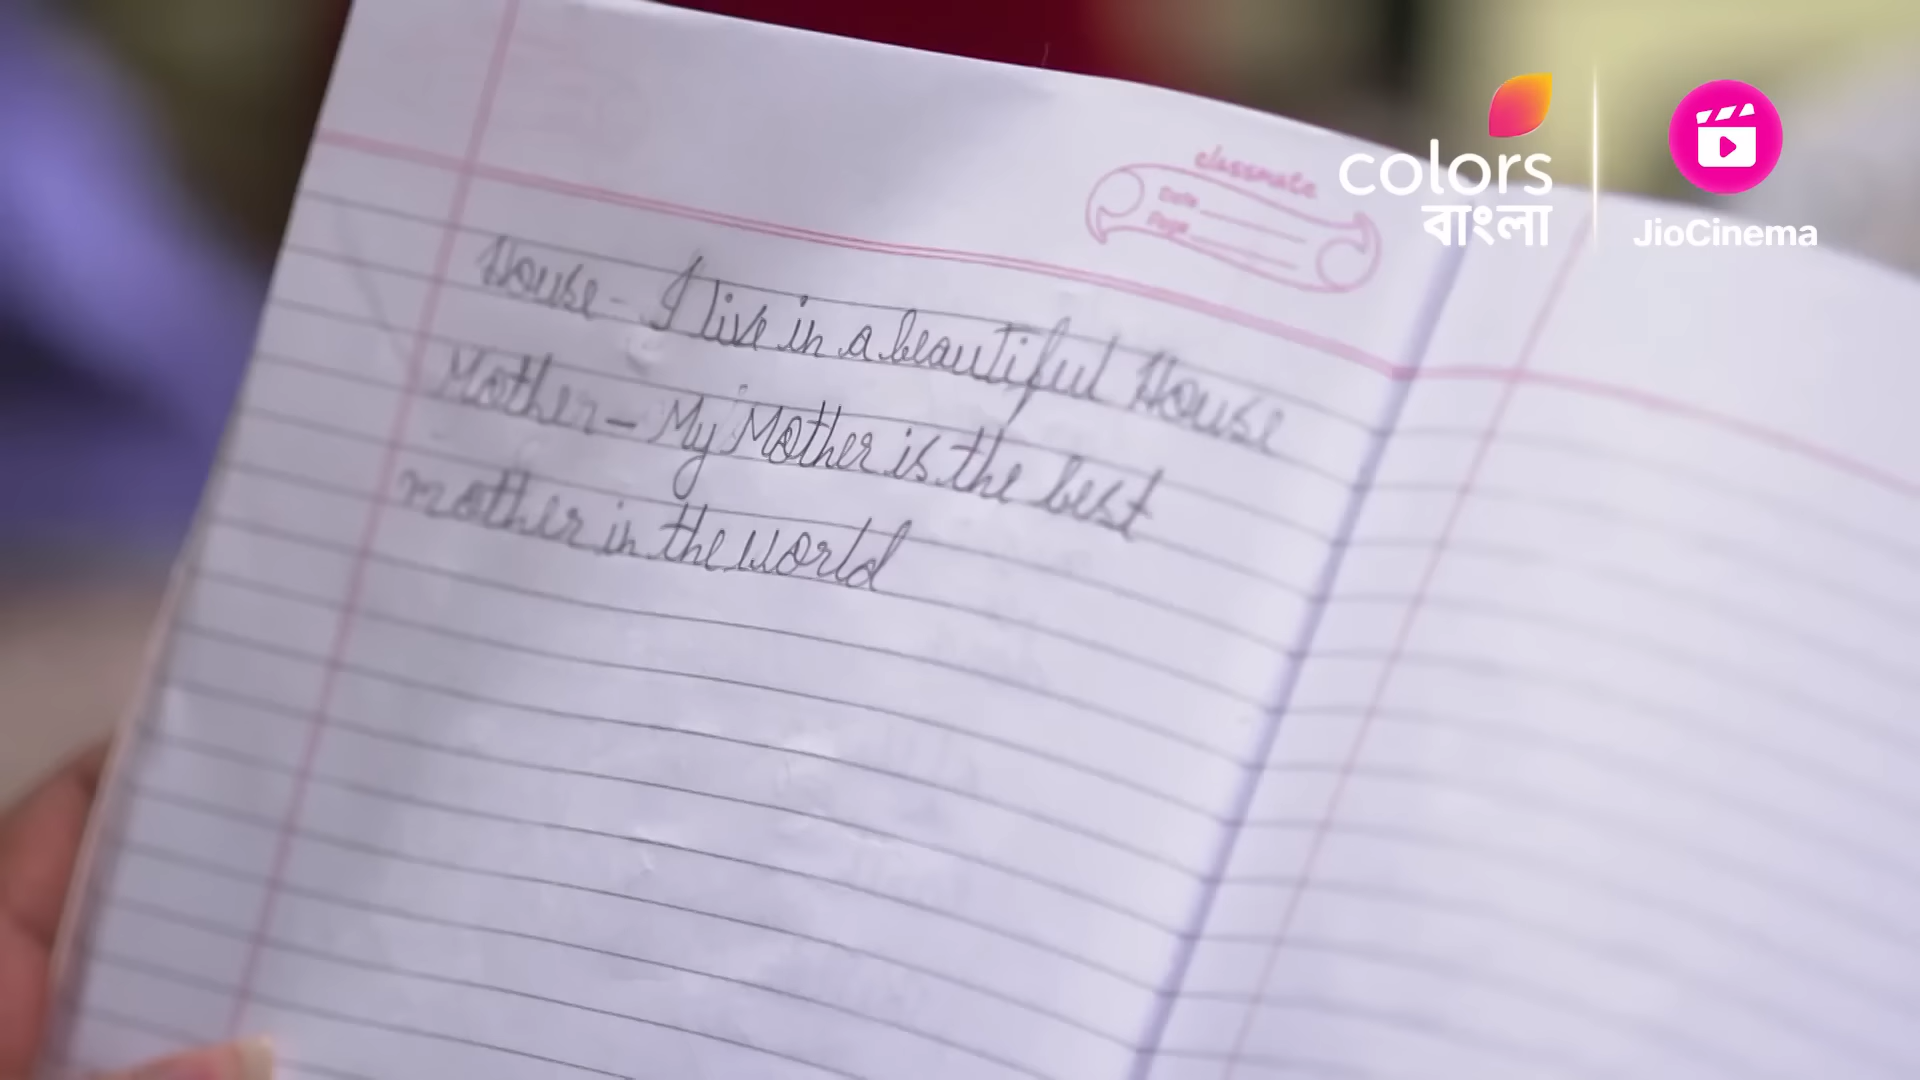 colors
বাংলা
JioCinema
classmate
Date
Page
House - I live in a beautiful House
Mother - My Mother is the best
mother in the world